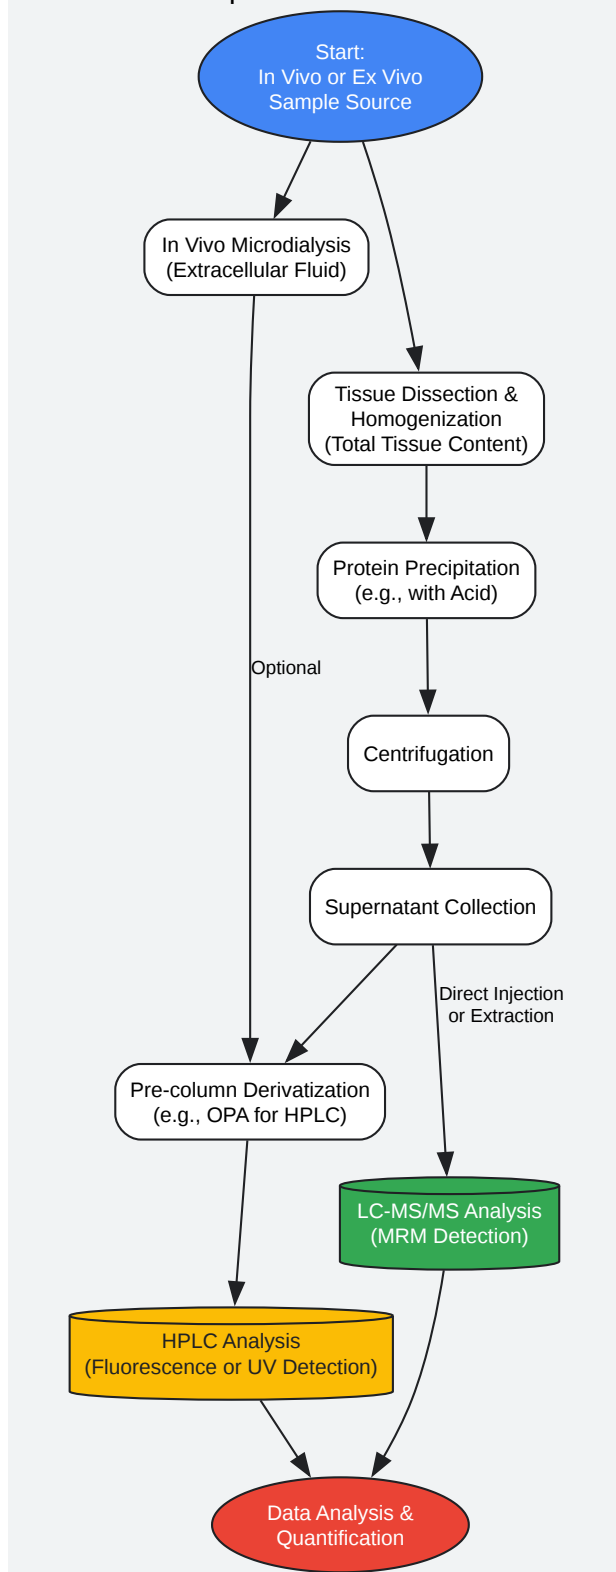 Start:
In Vivo or Ex Vivo
Sample Source
In Vivo Microdialysis
(Extracellular Fluid)
Tissue Dissection &
Homogenization
(Total Tissue Content)
Protein Precipitation
(e.g., with Acid)
Optional
Centrifugation
Supernatant Collection
Direct Injection
or Extraction
Pre-column Derivatization
(e.g., OPA for HPLC)
LC-MS/MS Analysis
(MRM Detection)
HPLC Analysis
(Fluorescence or UV Detection)
Data Analysis &
Quantification